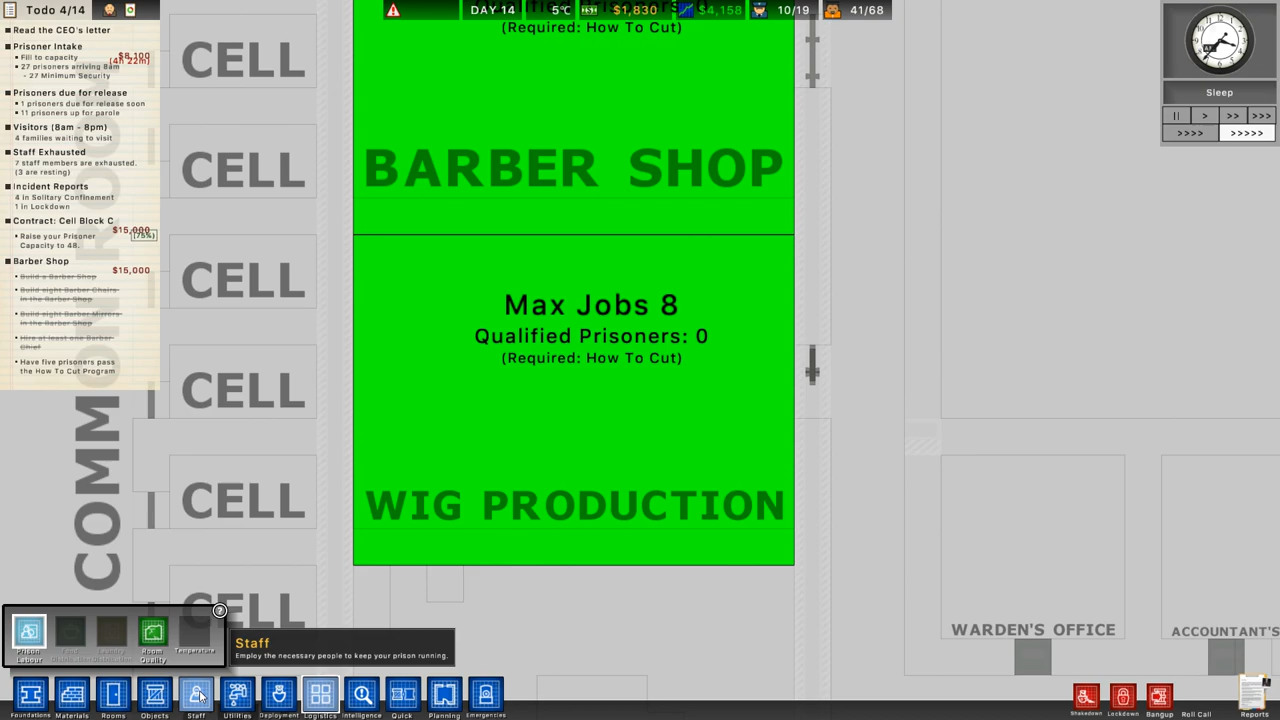 Todo 4/14
Read the CEO's letter
Prisoner Intake
$8,100
Fill to capacity
(4h 22m)
27 prisoners arriving 8am
- 27 Minimum Security
Prisoners due for release
1 prisoners due for release soon
11 prisoners up for parole
Visitors (8am - 8pm)
4 families waiting to visit
Staff Exhausted
7 staff members are exhausted.
(3 are resting)
Incident Reports
4 in Solitary Confinement
1 in Lockdown
Contract: Cell Block C
$15,000
Raise your Prisoner
(75%)
Capacity to 48.
Barber Shop
$15,000
Build a Barber Shop
Build eight Barber Chairs
in the Barber Shop
Build eight Barber Mirrors
in the Barber Shop
Hire at least one Barber
Chief
Have five prisoners pass
the How To Cut Program
DAY 14
5°C
$1,830
$4,158
10/19
41/68
(Required: How To Cut)
BARBER SHOP
Max Jobs 8
Qualified Prisoners: 0
(Required: How To Cut)
WIG PRODUCTION
CELL
CELL
CELL
CELL
CELL
CELL
WARDEN'S OFFICE
ACCOUNTANT'S
Sleep
>
>>
>>>
>>>>
>>>>>
?
Prison
Labour
Room
Quality
Temperature
Staff
Employ the necessary people to keep your prison running.
Foundations
Materials
Rooms
Objects
Staff
Utilities
Deployment
Logistics
Intelligence
Quick
Planning
Emergencies
Shakedown
Lockdown
Bangup
Roll Call
Reports